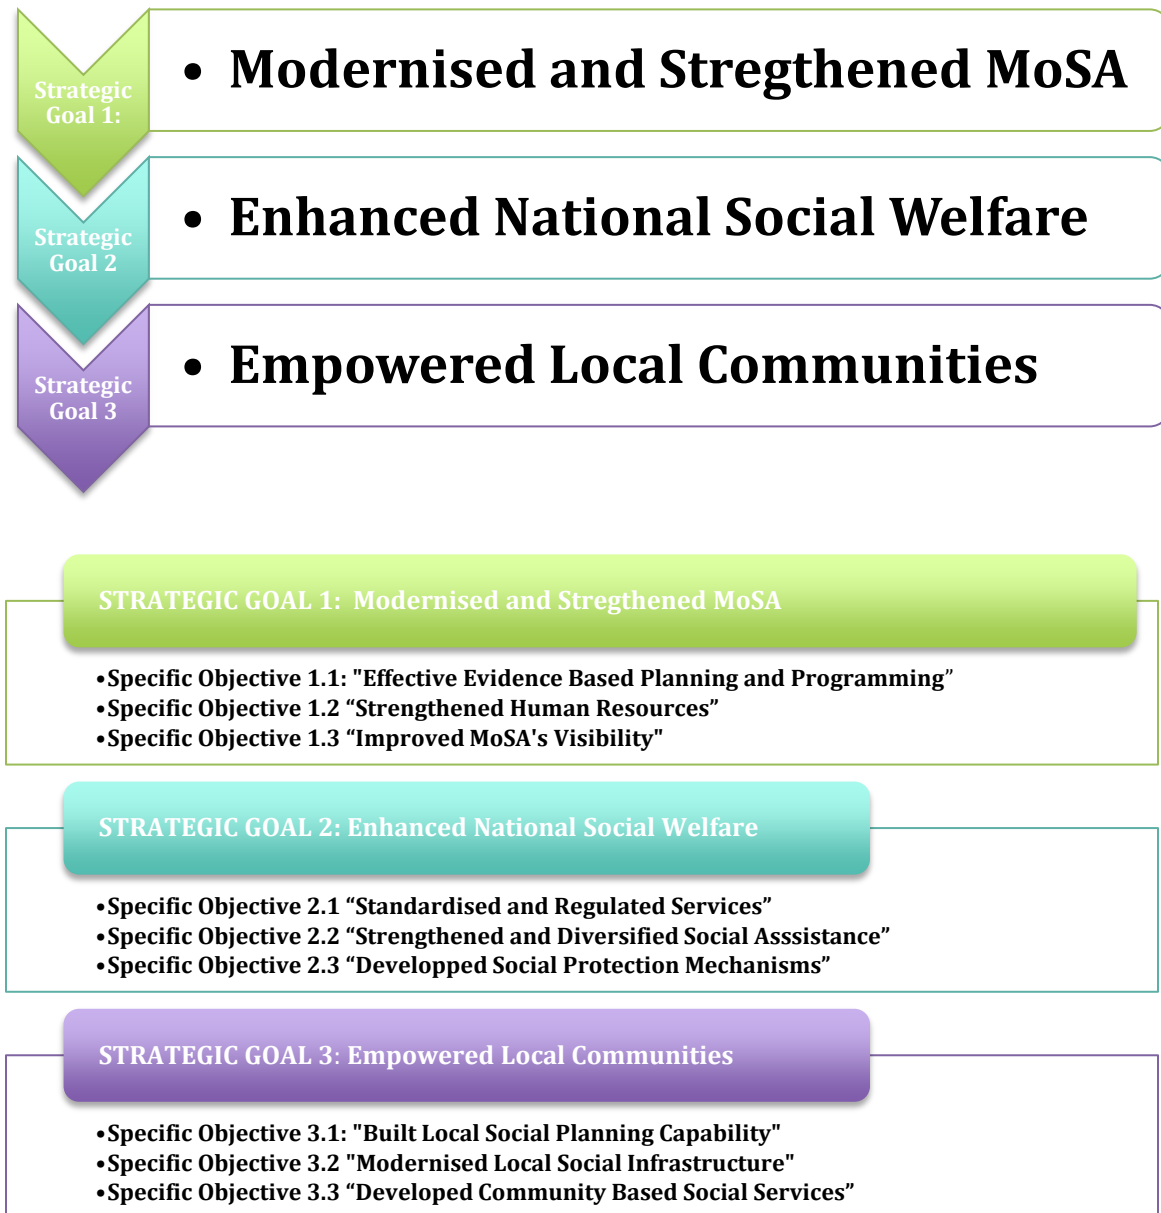 Strategic
Goal 1:
• Modernised and Stregthened MoSA
Strategic
Goal 2
• Enhanced National Social Welfare
Strategic
Goal 3
• Empowered Local Communities
STRATEGIC GOAL 1:  Modernised and Stregthened MoSA
•Specific Objective 1.1: "Effective Evidence Based Planning and Programming”
•Specific Objective 1.2 “Strengthened Human Resources”
•Specific Objective 1.3 “Improved MoSA's Visibility"
STRATEGIC GOAL 2: Enhanced National Social Welfare
•Specific Objective 2.1 “Standardised and Regulated Services”
•Specific Objective 2.2 “Strengthened and Diversified Social Asssistance”
•Specific Objective 2.3 “Developped Social Protection Mechanisms”
STRATEGIC GOAL 3: Empowered Local Communities
•Specific Objective 3.1: "Built Local Social Planning Capability"
•Specific Objective 3.2 "Modernised Local Social Infrastructure"
•Specific Objective 3.3 “Developed Community Based Social Services”